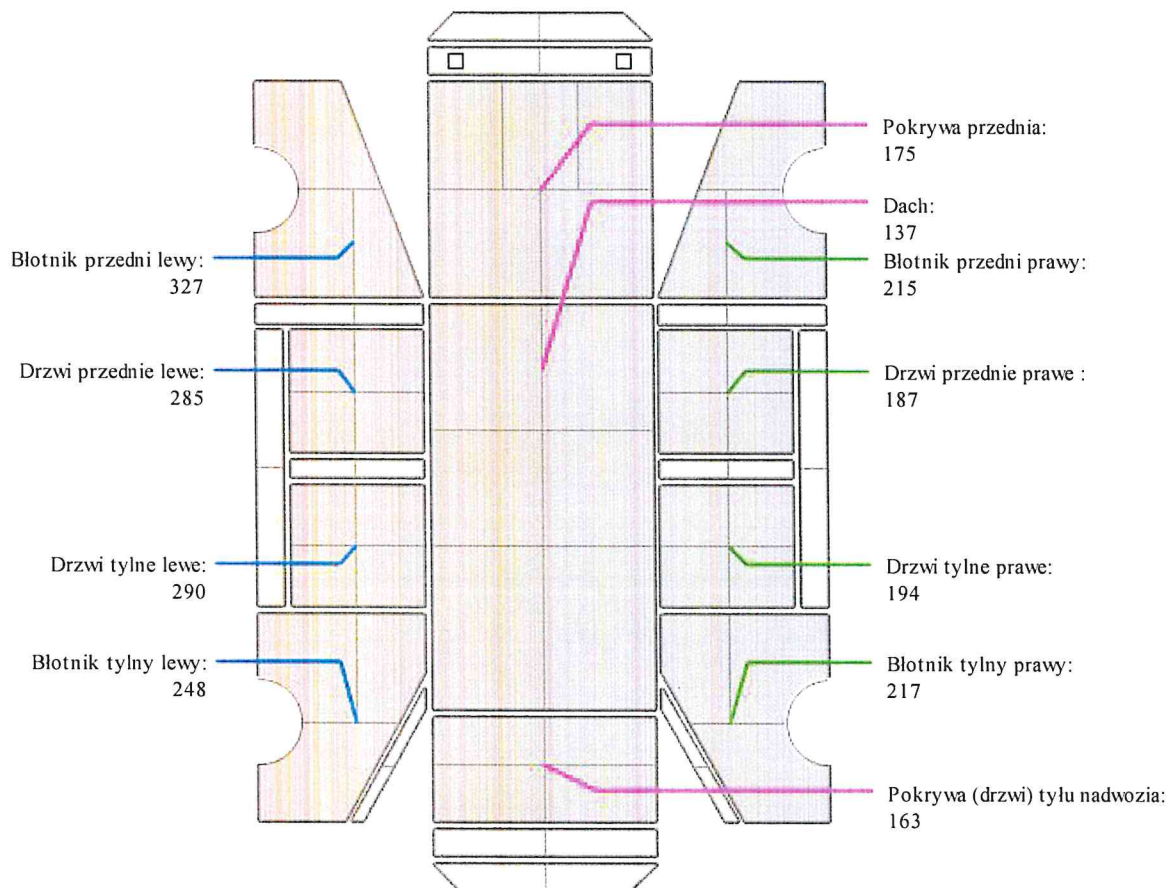 Pokrywa przednia:
175
Dach:
137
Błotnik przedni lewy:
327
Błotnik przedni prawy:
215
Drzwi przednie lewe:
285
Drzwi przednie prawe :
187
Drzwi tylne lewe:
290
Drzwi tylne prawe:
194
Błotnik tylny lewy:
248
Błotnik tylny prawy:
217
Pokrywa (drzwi) tyłu nadwozia:
163